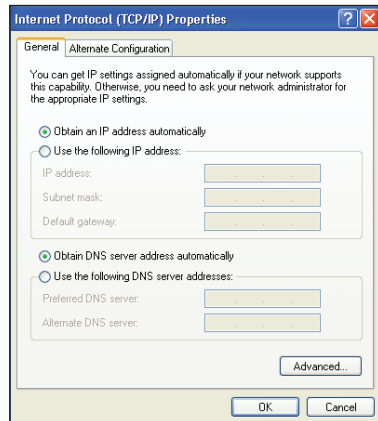 Internet Protocol (TCP/IP) Properties
General Alternate Configuration
You can get IP settings assigned automatically if your network supports
this capability. Otherwise, you need to ask your network administrator for
the appropriate IP settings.
Obtain an IP address automatically
Use the following IP address:
IP address:
Subnet mask:
Default gateway:
Obtain DNS server address automatically
Use the following DNS server addresses:
Preferred DNS server:
Alternate DNS server:
Advanced...
OK Cancel